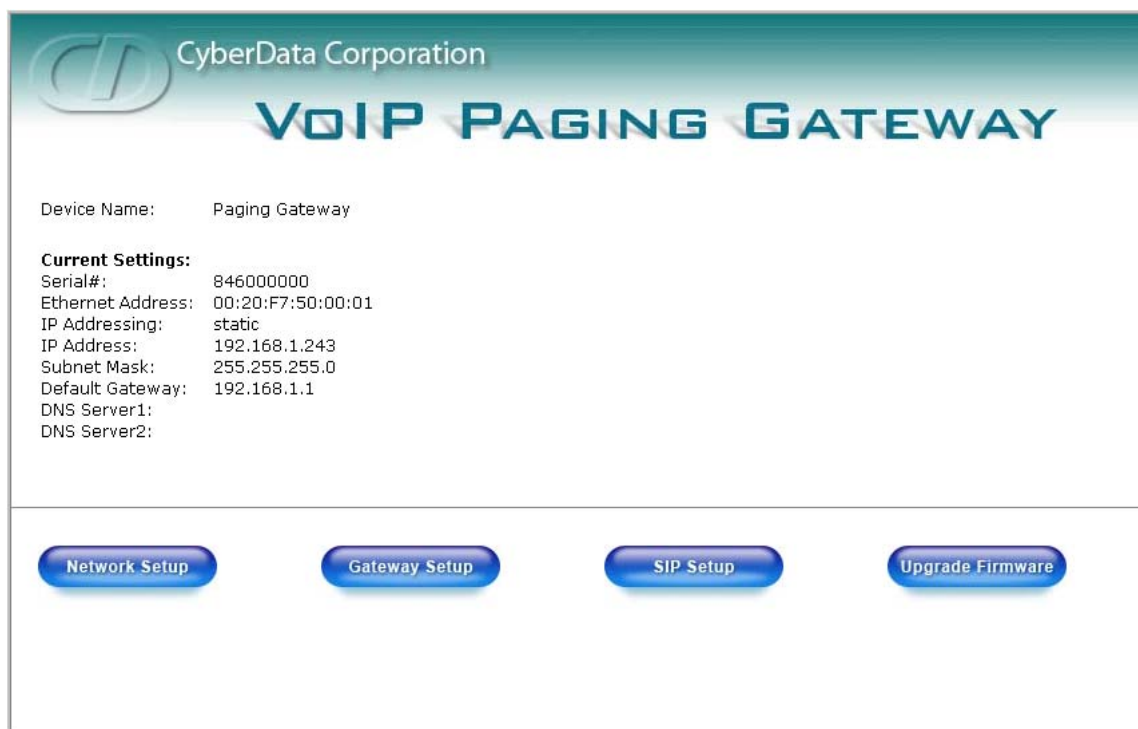 CyberData Corporation
VoIP Paging Gateway
Device Name: Paging Gateway
Current Settings:
Serial#: 846000000
Ethernet Address: 00:20:F7:50:00:01
IP Addressing: static
IP Address: 192.168.1.243
Subnet Mask: 255.255.255.0
Default Gateway: 192.168.1.1
DNS Server1:
DNS Server2:
Network Setup Gateway Setup SIP Setup Upgrade Firmware